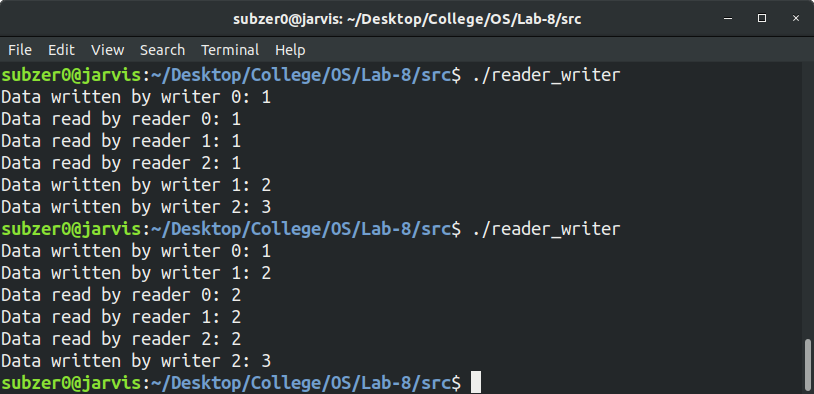 subzer0@jarvis: ~/Desktop/College/OS/Lab-8/src
File Edit View Search Terminal Help
subzer0@jarvis:~/Desktop/College/OS/Lab-8/src$ ./reader_writer
Data written by writer 0: 1
Data read by reader 0: 1
Data read by reader 1: 1
Data read by reader 2: 1
Data written by writer 1: 2
Data written by writer 2: 3
subzer0@jarvis:~/Desktop/College/OS/Lab-8/src$ ./reader_writer
Data written by writer 0: 1
Data written by writer 1: 2
Data read by reader 0: 2
Data read by reader 1: 2
Data read by reader 2: 2
Data written by writer 2: 3
subzer0@jarvis:~/Desktop/College/OS/Lab-8/src$